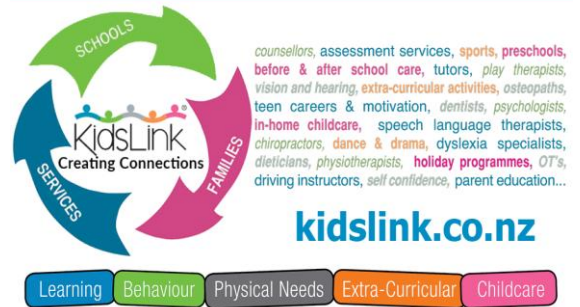 SCHOOLS
KidsLink®
Creating Connections
SERVICES
FAMILIES
counsellors, assessment services, sports, preschools,
before & after school care, tutors, play therapists,
vision and hearing, extra-curricular activities, osteopaths,
teen careers & motivation, dentists, psychologists,
in-home childcare, speech language therapists,
chiropractors, dance & drama, dyslexia specialists,
dieticians, physiotherapists, holiday programmes, OT's,
driving instructors, self confidence, parent education...
kidslink.co.nz
Learning Behaviour Physical Needs Extra-Curricular Childcare